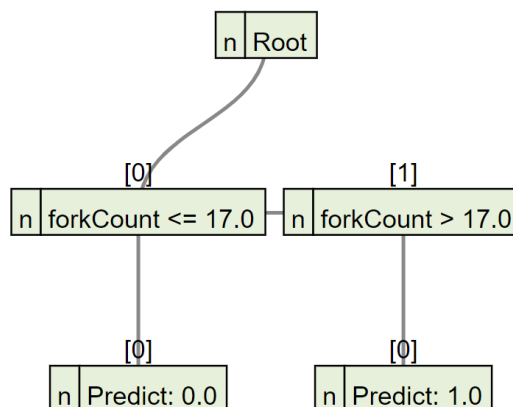 n Root
[0] [1]
n forkCount <= 17.0 n forkCount > 17.0
[0] [0]
n Predict: 0.0 n Predict: 1.0